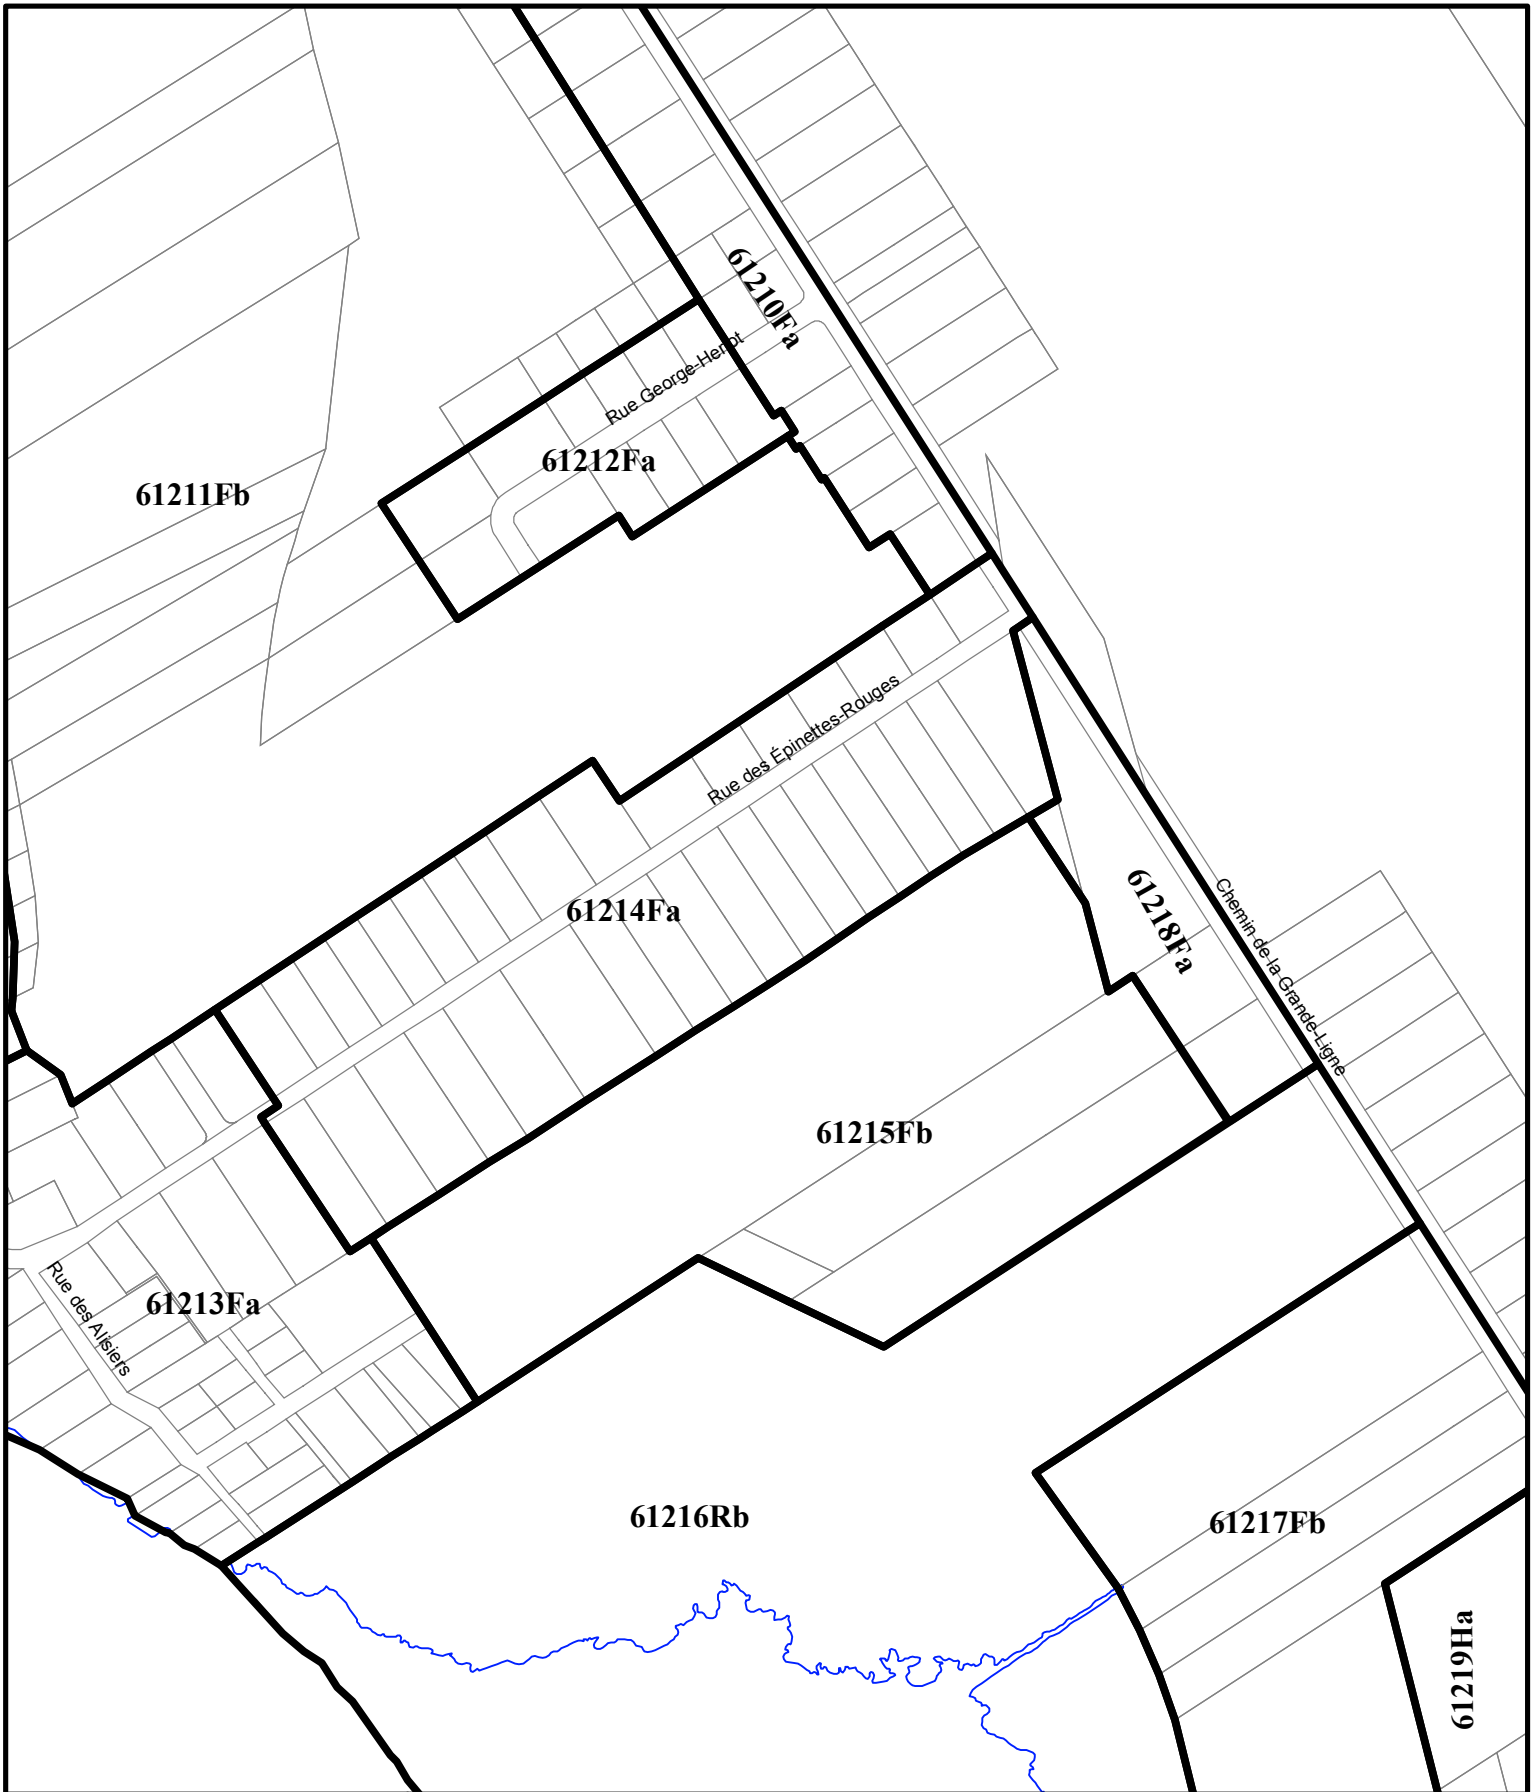 61210Fa
Rue George-Heriot
61212Fa
61211Fb
Rue des Épinettes-Rouges
61214Fa
61218Fa
Chemin de la Grande-Ligne
61215Fb
Rue des Alisiers
61213Fa
61216Rb
61217Fb
61219Ha